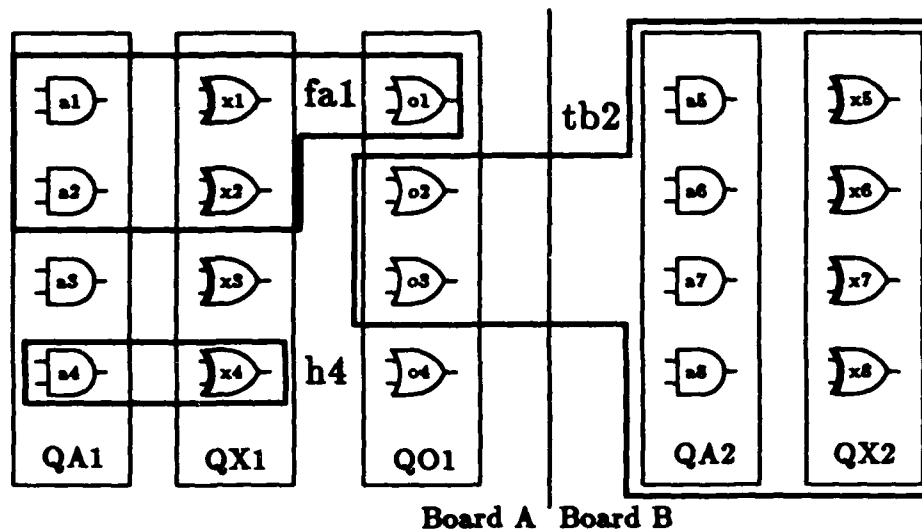 a1 x1 fa1 o1 a5 x5
tb2
a2 x2 o2 a6 x6
a3 x3 o3 a7 x7
a4 x4 h4 o4 a8 x8
QA1 QX1 QO1 QA2 QX2
Board A Board B